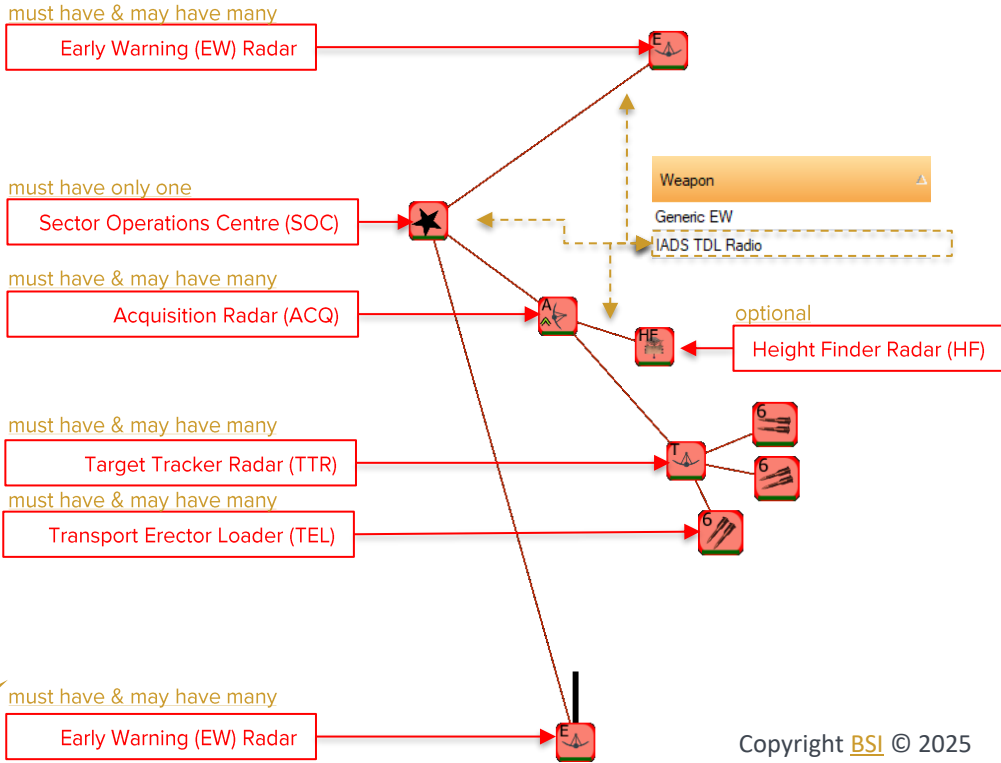 must have & may have many
Early Warning (EW) Radar
E
must have only one
Sector Operations Centre (SOC)
Weapon
Generic EW
IADS TDL Radio
must have & may have many
Acquisition Radar (ACQ)
A
optional
HF
Height Finder Radar (HF)
must have & may have many
Target Tracker Radar (TTR)
T
6
6
must have & may have many
Transport Erector Loader (TEL)
6
must have & may have many
Early Warning (EW) Radar
E
Copyright BSI © 2025